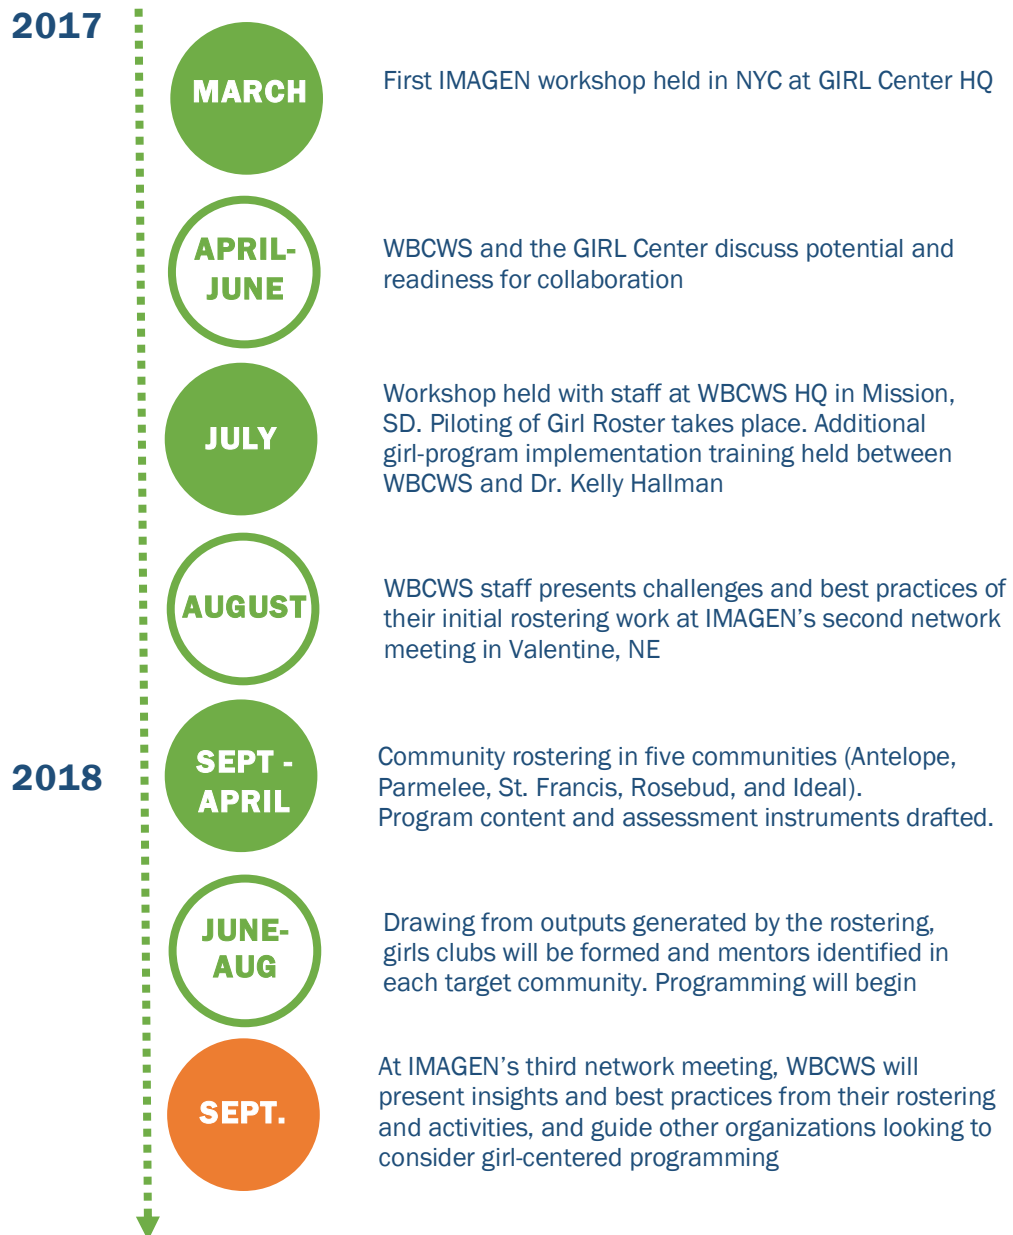 2017
MARCH
First IMAGEN workshop held in NYC at GIRL Center HQ
APRIL-
JUNE
WBCWS and the GIRL Center discuss potential and
readiness for collaboration
JULY
Workshop held with staff at WBCWS HQ in Mission,
SD. Piloting of Girl Roster takes place. Additional
girl-program implementation training held between
WBCWS and Dr. Kelly Hallman
AUGUST
WBCWS staff presents challenges and best practices of
their initial rostering work at IMAGEN’s second network
meeting in Valentine, NE
2018
SEPT -
APRIL
Community rostering in five communities (Antelope,
Parmelee, St. Francis, Rosebud, and Ideal).
Program content and assessment instruments drafted.
JUNE-
AUG
Drawing from outputs generated by the rostering,
girls clubs will be formed and mentors identified in
each target community. Programming will begin
SEPT.
At IMAGEN’s third network meeting, WBCWS will
present insights and best practices from their rostering
and activities, and guide other organizations looking to
consider girl-centered programming